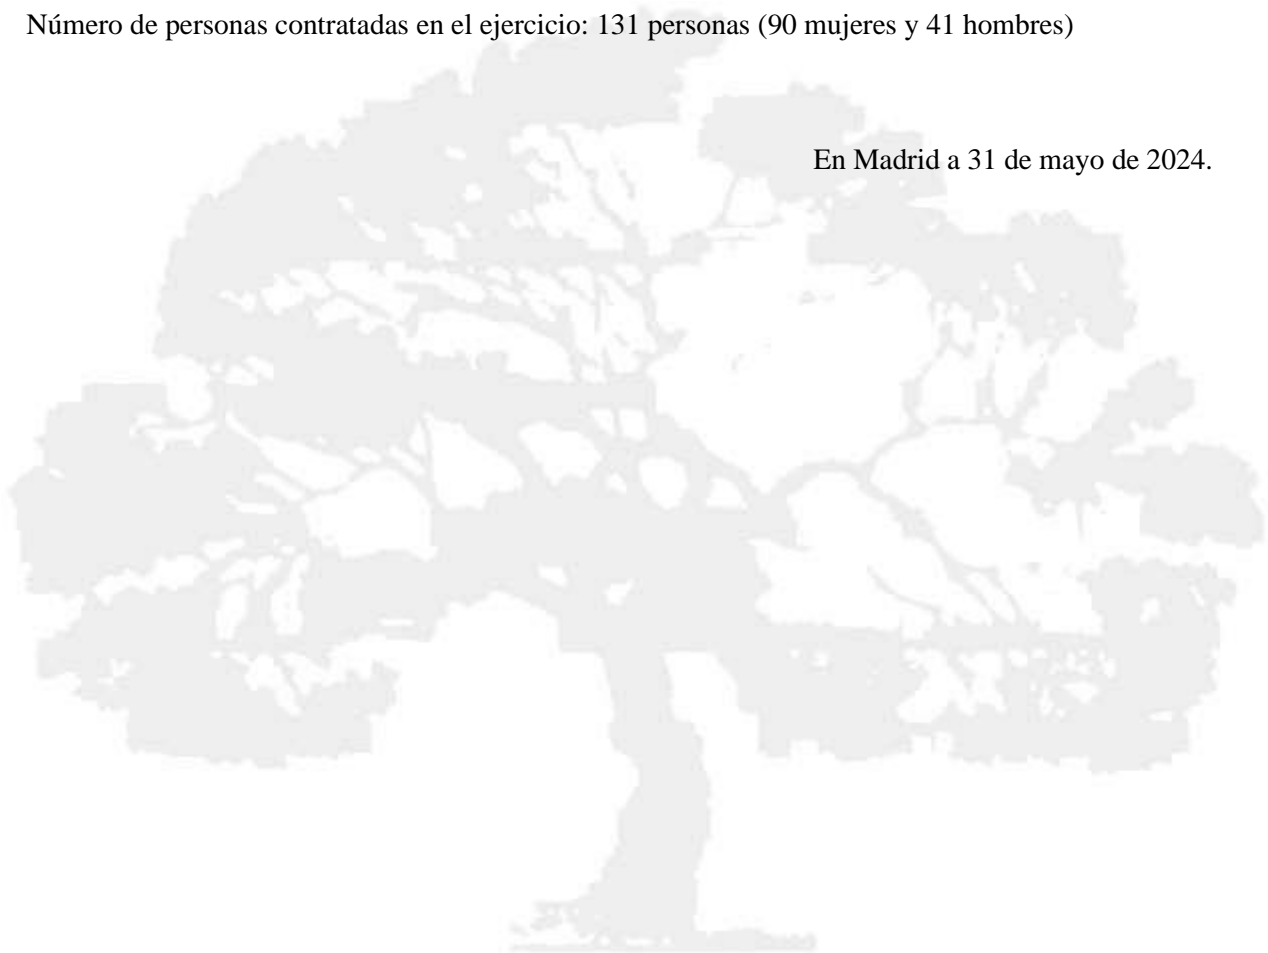 Número de personas contratadas en el ejercicio: 131 personas (90 mujeres y 41 hombres)
En Madrid a 31 de mayo de 2024.